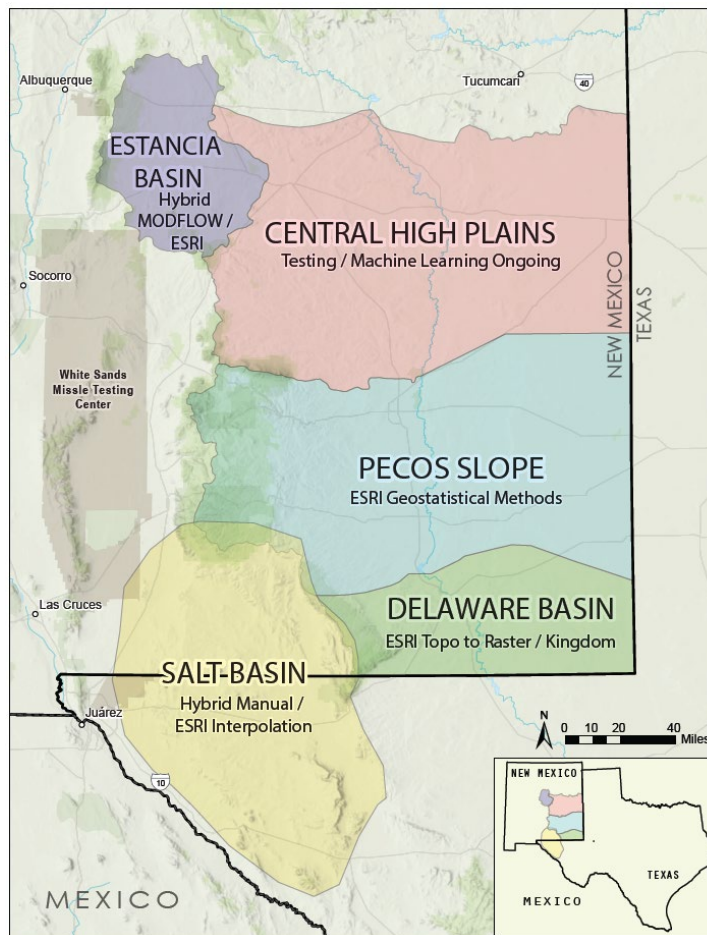 Albuquerque
Tucumcari
40
ESTANCIA
BASIN
Hybrid
MODFLOW /
ESRI
CENTRAL HIGH PLAINS
Testing / Machine Learning Ongoing
Socorro
NEW MEXICO
TEXAS
White Sands
Missle Testing
Center
PECOS SLOPE
ESRI Geostatistical Methods
Las Cruces
DELAWARE BASIN
ESRI Topo to Raster / Kingdom
SALT-BASIN
Hybrid Manual /
ESRI Interpolation
Juárez
N
0 10 20 40
Miles
10
NEW MEXICO
TEXAS
MEXICO
MEXICO